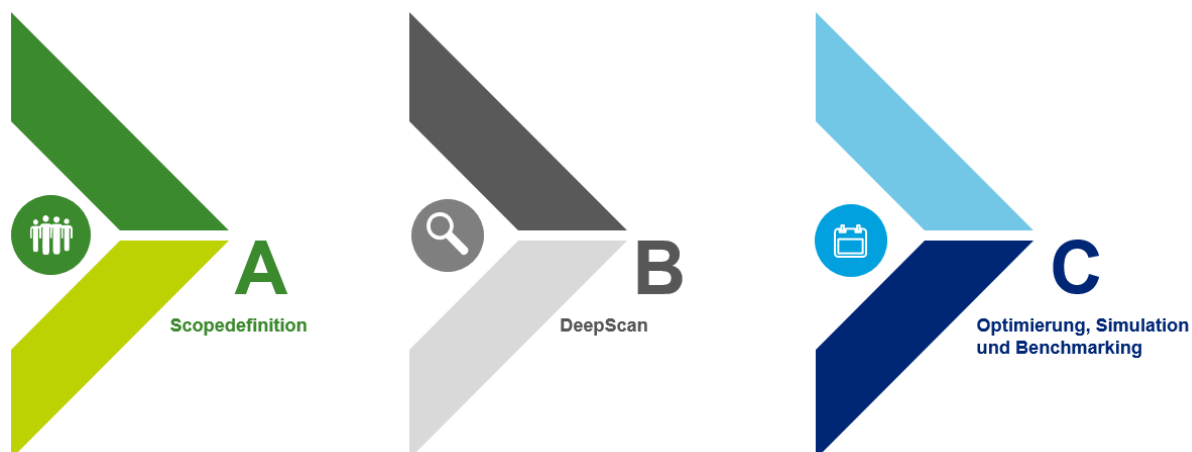 A
Scopedefinition
B
DeepScan
C
Optimierung, Simulation
und Benchmarking